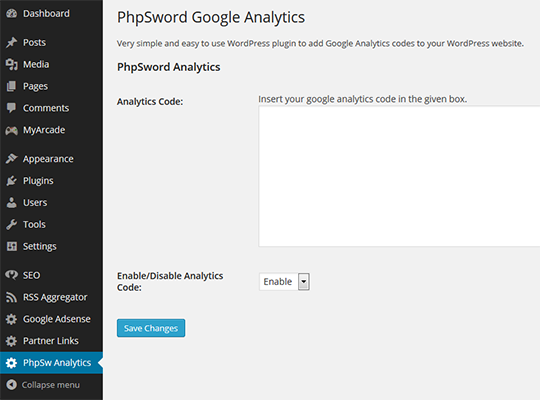 Dashboard
Posts
Media
Pages
Comments
MyArcade
Appearance
Plugins
Users
Tools
Settings
SEO
RSS Aggregator
Google Adsense
Partner Links
PhpSw Analytics
Collapse menu
PhpSword Google Analytics
Very simple and easy to use WordPress plugin to add Google Analytics codes to your WordPress website.
PhpSword Analytics
Analytics Code:
Insert your google analytics code in the given box.
Enable/Disable Analytics
Code:
Enable
Save Changes